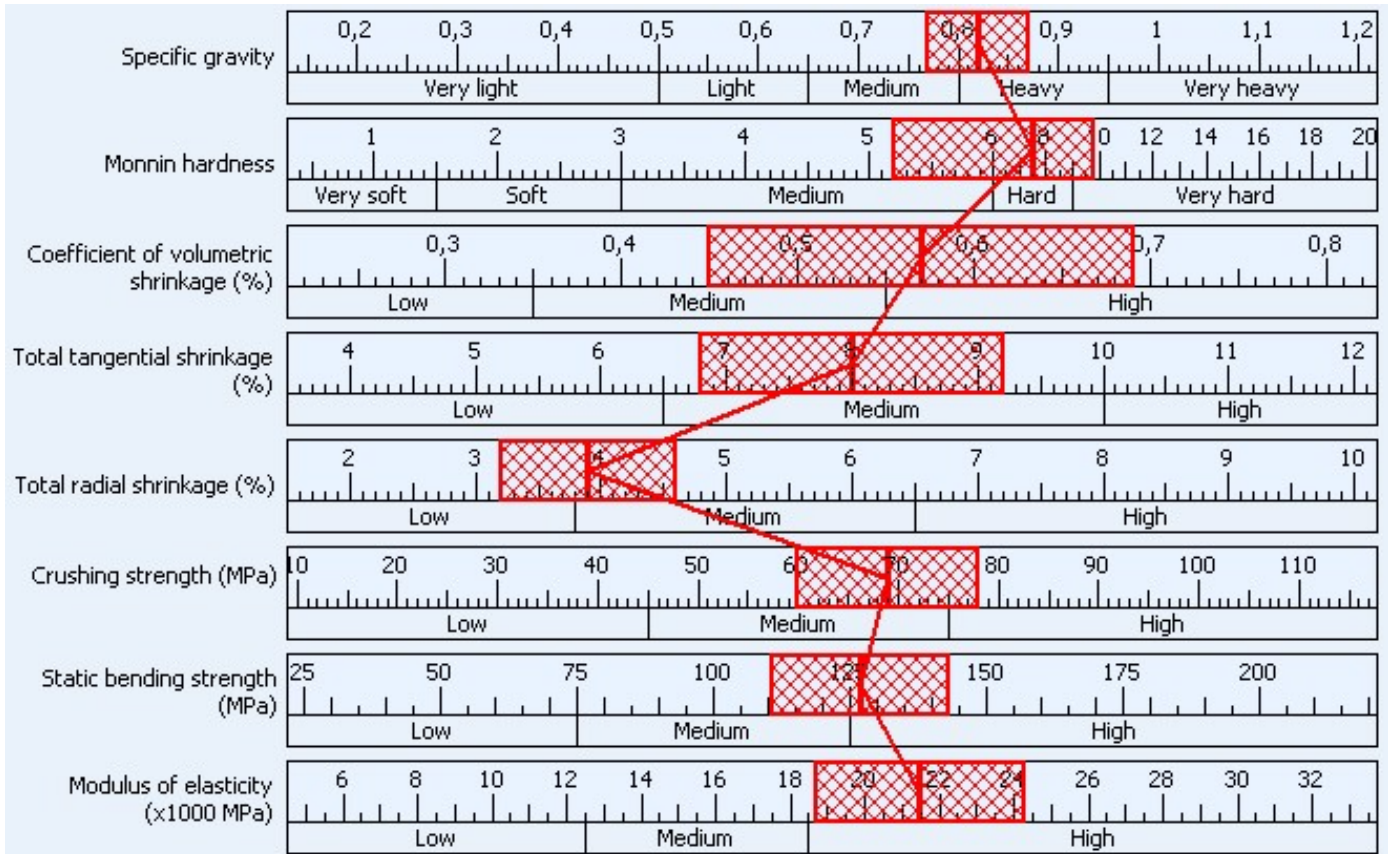 0,2 0,3 0,4 0,5 0,6 0,7 0,8 0,9 1 1,1 1,2
Specific gravity
Very light Light Medium Heavy Very heavy
1 2 3 4 5 6 8 10 12 14 16 18 20
Monnin hardness
Very soft Soft Medium Hard Very hard
0,3 0,4 0,5 0,6 0,7 0,8
Coefficient of volumetric
shrinkage (%)
Low Medium High
4 5 6 7 8 9 10 11 12
Total tangential shrinkage
(%)
Low Medium High
2 3 4 5 6 7 8 9 10
Total radial shrinkage (%)
Low Medium High
10 20 30 40 50 60 70 80 90 100 110
Crushing strength (MPa)
Low Medium High
25 50 75 100 125 150 175 200
Static bending strength
(MPa)
Low Medium High
6 8 10 12 14 16 18 20 22 24 26 28 30 32
Modulus of elasticity
(x1000 MPa)
Low Medium High